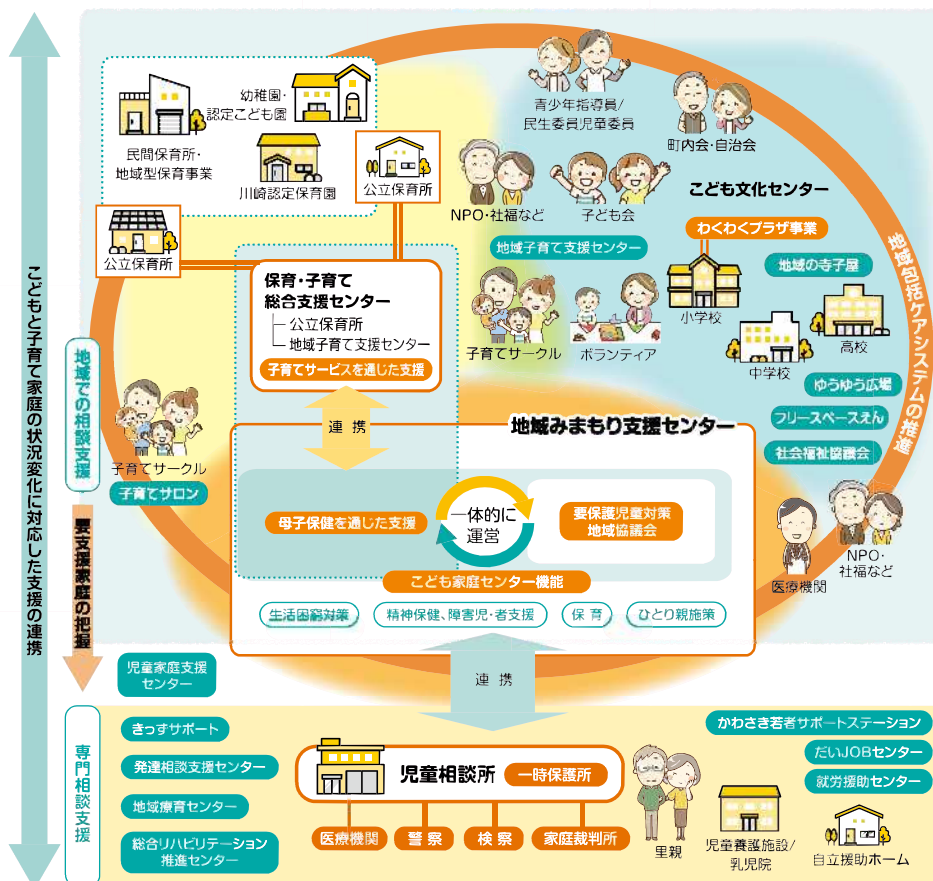 こどもと子育て家庭の状況変化に対応した支援の連携
地域での相談支援
要支援家庭の把握
専門相談支援
幼稚園・
認定こども園
民間保育所・
地域型保育事業
川崎認定保育園
公立保育所
公立保育所
保育・子育て
総合支援センター
公立保育所
地域子育て支援センター
子育てサービスを通じた支援
連携
子育てサークル
子育てサロン
青少年指導員/
民生委員児童委員
町内会・自治会
NPO・社福など
子ども会
こども文化センター
わくわくプラザ事業
地域子育て支援センター
地域の寺子屋
小学校
子育てサークル
ボランティア
中学校
高校
ゆうゆう広場
フリースペースえん
社会福祉協議会
地域包括ケアシステムの推進
医療機関
NPO・
社福など
地域みまもり支援センター
母子保健を通じた支援
一体的に
運営
要保護児童対策
地域協議会
こども家庭センター機能
生活困窮対策
精神保健、障害児・者支援
保育
ひとり親施策
連携
児童家庭支援
センター
きっずサポート
発達相談支援センター
地域療育センター
総合リハビリテーション
推進センター
児童相談所
一時保護所
医療機関
警察
検察
家庭裁判所
里親
児童養護施設/
乳児院
かわさき若者サポートステーション
だいJOBセンター
就労援助センター
自立援助ホーム